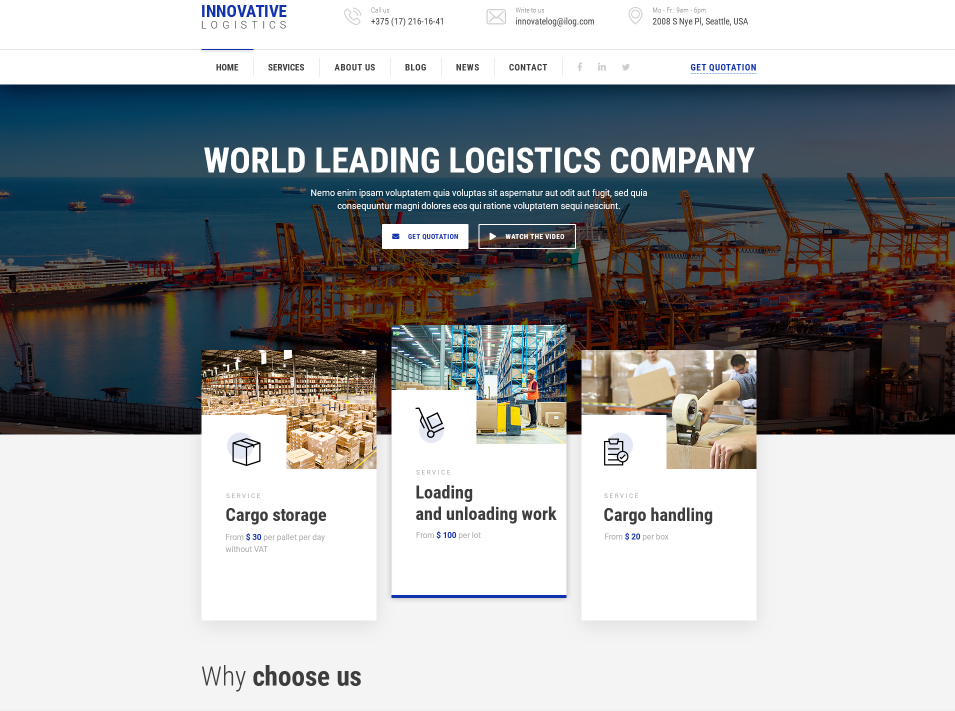 INNOVATIVE
LOGISTICS
Call us
+375 (17) 216-16-41
Write to us
innovatelog@ilog.com
Mo - Fr.: 9am - 6pm
2008 S Nye Pl, Seattle, USA
HOME
SERVICES
ABOUT US
BLOG
NEWS
CONTACT
GET QUOTATION
WORLD LEADING LOGISTICS COMPANY
Nemo enim ipsam voluptatem quia voluptas sit aspernatur aut odit aut fugit, sed quia
consequuntur magni dolores eos qui ratione voluptatem sequi nesciunt.
GET QUOTATION
WATCH THE VIDEO
SERVICE
Cargo storage
From $ 30 per pallet per day
without VAT
SERVICE
Loading
and unloading work
From $ 100 per lot
SERVICE
Cargo handling
From $ 20 per box
Why choose us